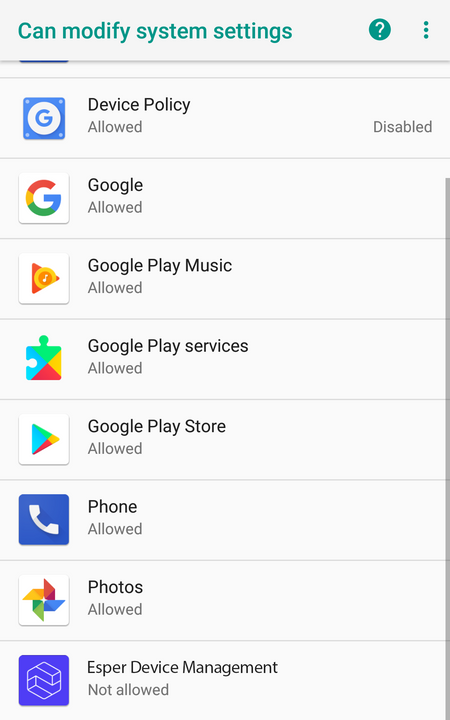 Can modify system settings
Device Policy
Allowed
Disabled
Google
Allowed
Google Play Music
Allowed
Google Play services
Allowed
Google Play Store
Allowed
Phone
Allowed
Photos
Allowed
Esper Device Management
Not allowed